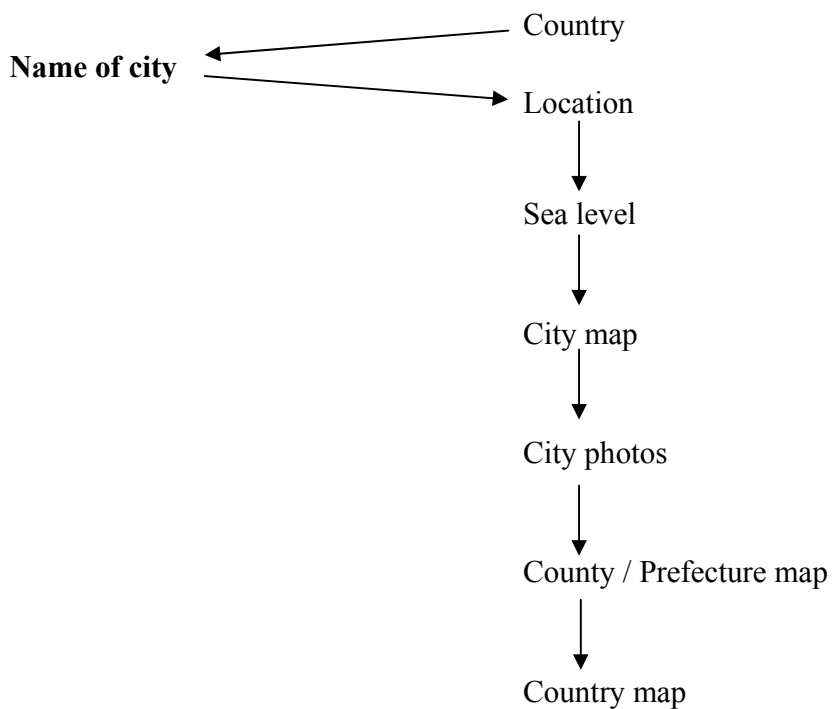 Country
Name of city
Location
Sea level
City map
City photos
County / Prefecture map
Country map